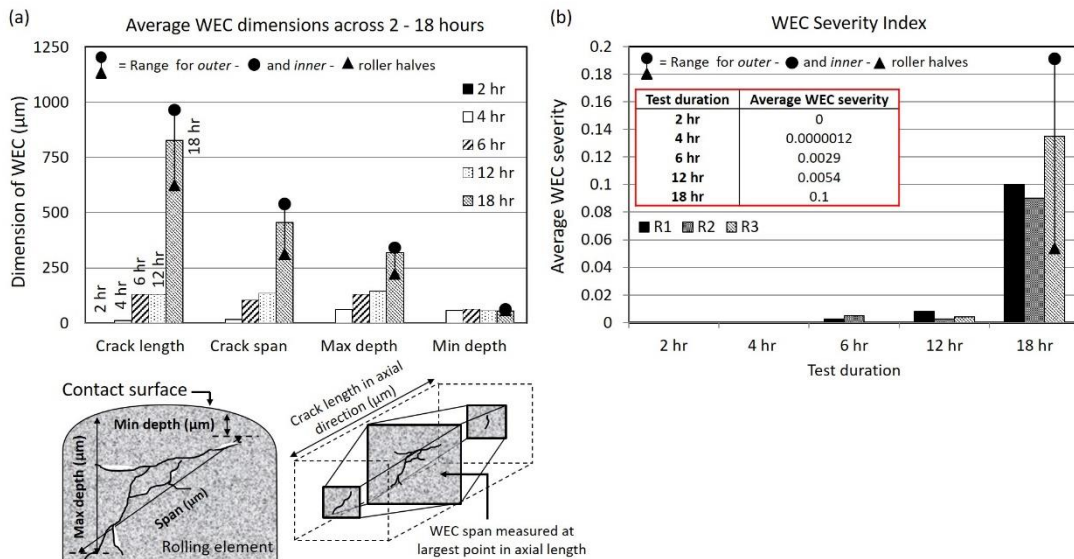 (a)
Average WEC dimensions across 2 - 18 hours
Dimension of WEC (µm)
1250
1000
750
500
250
0
= Range for outer - ● and inner - ▲ roller halves
2 hr
4 hr
6 hr
12 hr
18 hr
2 hr
4 hr
6 hr
12 hr
18 hr
Crack length
Crack span
Max depth
Min depth
Contact surface
Min depth (µm)
Max depth (µm)
Span (µm)
Rolling element
Crack length in axial
direction (µm)
WEC span measured at
largest point in axial length
(b)
WEC Severity Index
Average WEC severity
0.2
0.18
0.16
0.14
0.12
0.1
0.08
0.06
0.04
0.02
0
= Range for outer - ● and inner - ▲ roller halves
Test duration Average WEC severity
2 hr 0
4 hr 0.0000012
6 hr 0.0029
12 hr 0.0054
18 hr 0.1
R1 R2 R3
2 hr
4 hr
6 hr
12 hr
18 hr
Test duration